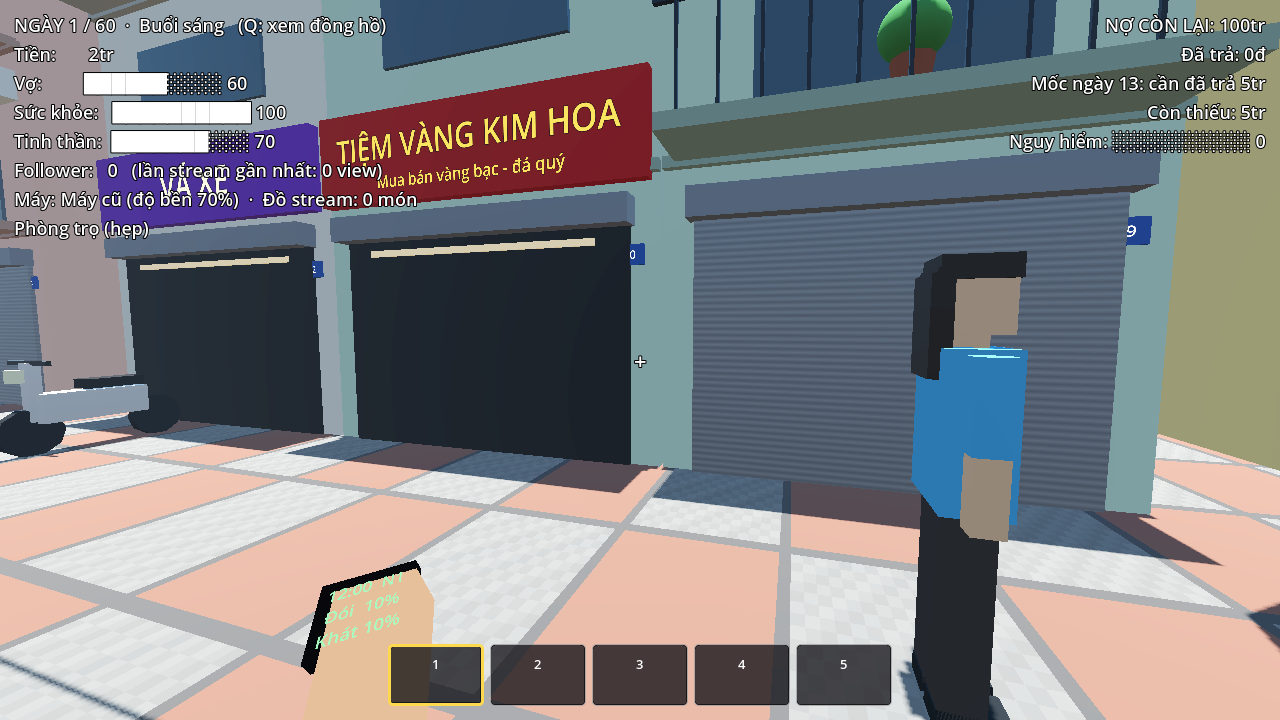 NGÀY 1 / 60 · Buổi sáng (Q: xem đồng hồ)
Tiền: 2tr
Vợ: 60
Sức khỏe: 100
Tinh thần: 70
Follower: 0 (lần stream gần nhất: 0 view)
Máy: Máy cũ (độ bền 70%) · Đồ stream: 0 món
Phòng trọ (hẹp)
NỢ CÒN LẠI: 100tr
Đã trả: 0đ
Mốc ngày 13: cần đã trả 5tr
Còn thiếu: 5tr
Nguy hiểm: 0
VÁ XE
TIỆM VÀNG KIM HOA
Mua bán vàng bạc - đá quý
9
12:00 N1
Đói 10%
Khát 10%
1
2
3
4
5